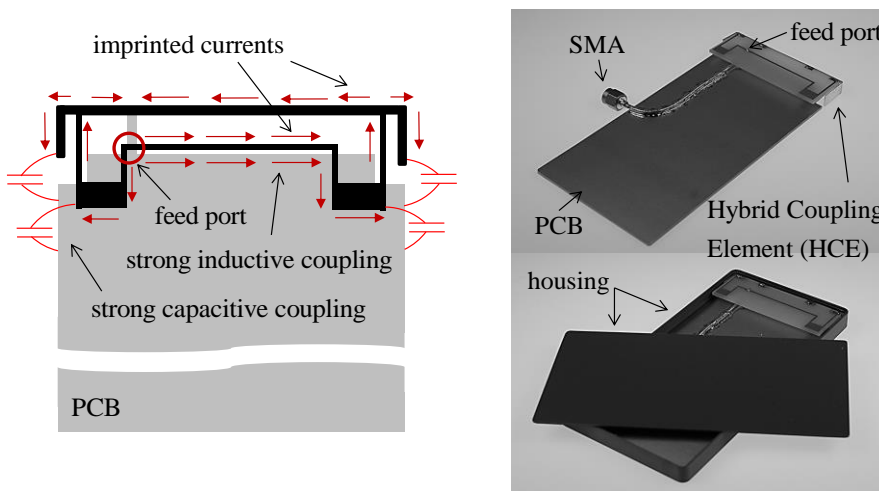 imprinted currents
feed port
strong inductive coupling
strong capacitive coupling
PCB
SMA
feed port
PCB
Hybrid Coupling
Element (HCE)
housing